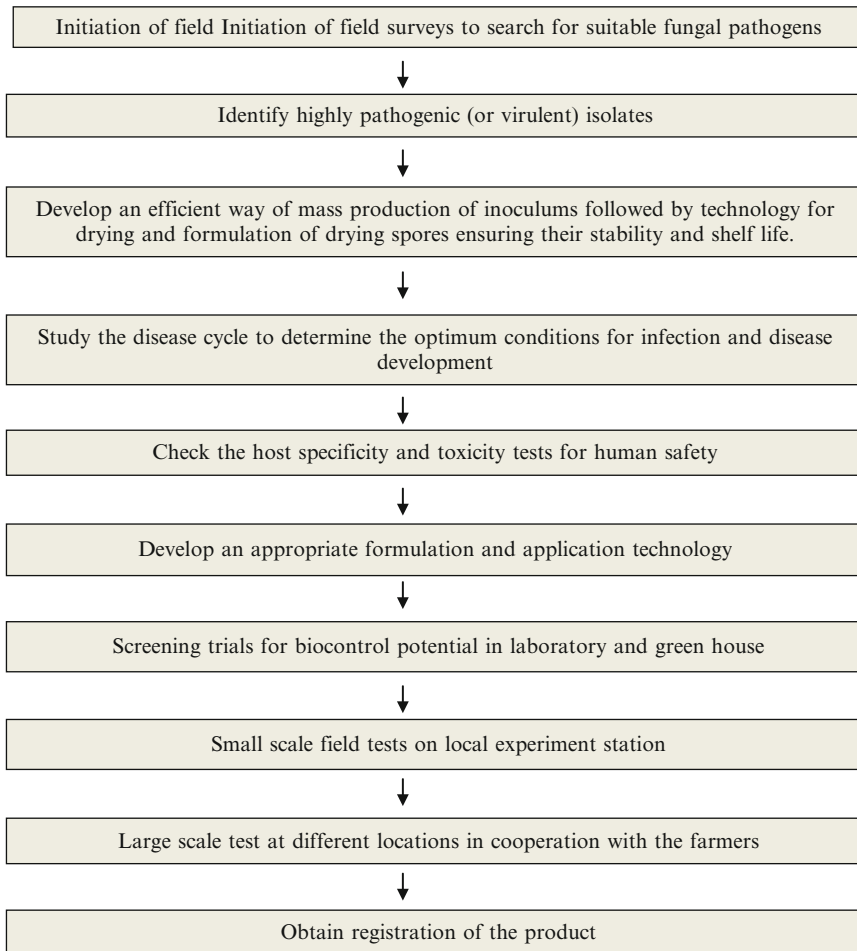 Initiation of field Initiation of field surveys to search for suitable fungal pathogens
Identify highly pathogenic (or virulent) isolates
Develop an efficient way of mass production of inoculums followed by technology for
drying and formulation of drying spores ensuring their stability and shelf life.
Study the disease cycle to determine the optimum conditions for infection and disease
development
Check the host specificity and toxicity tests for human safety
Develop an appropriate formulation and application technology
Screening trials for biocontrol potential in laboratory and green house
Small scale field tests on local experiment station
Large scale test at different locations in cooperation with the farmers
Obtain registration of the product